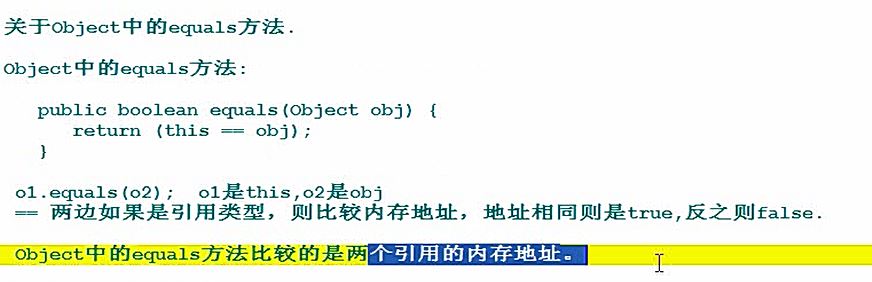 关于Object中的equals方法.
Object中的equals方法:
public boolean equals(Object obj) {
return (this == obj);
}
o1.equals(o2); o1是this,o2是obj
== 两边如果是引用类型，则比较内存地址，地址相同则是true,反之则false.
Object中的equals方法比较的是两个引用的内存地址。